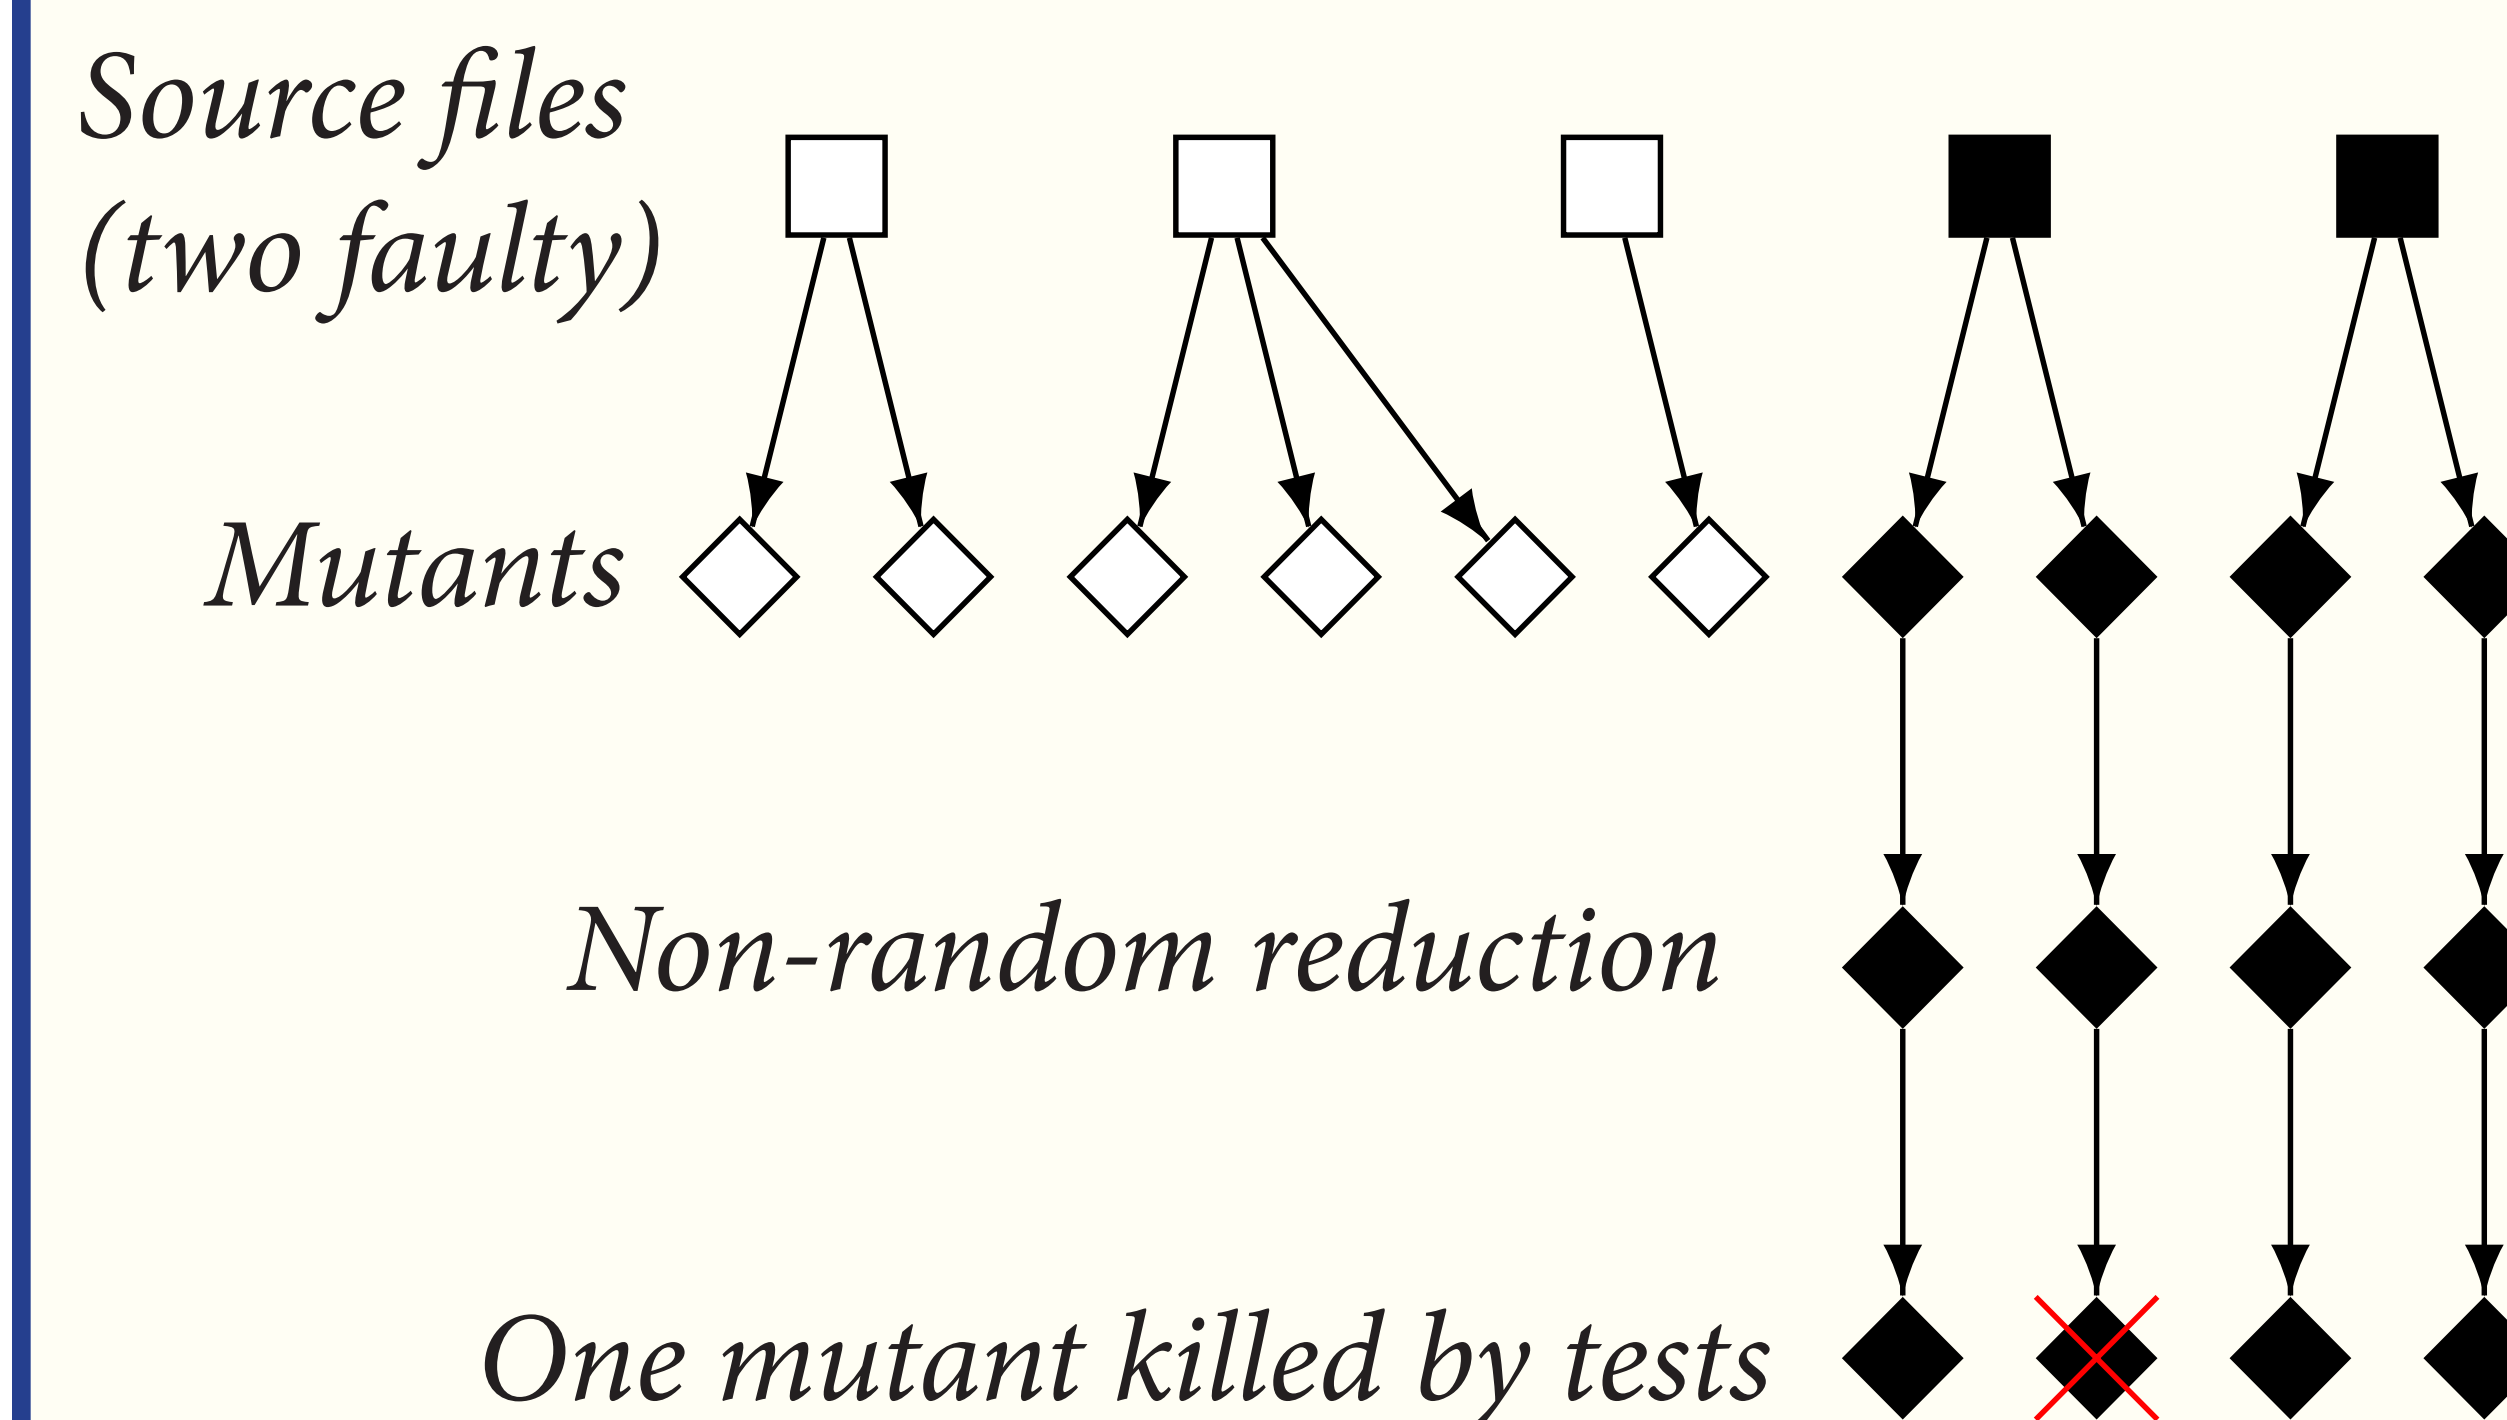 Source files
(two faulty)
Mutants
Non-random reduction
One mutant killed by tests